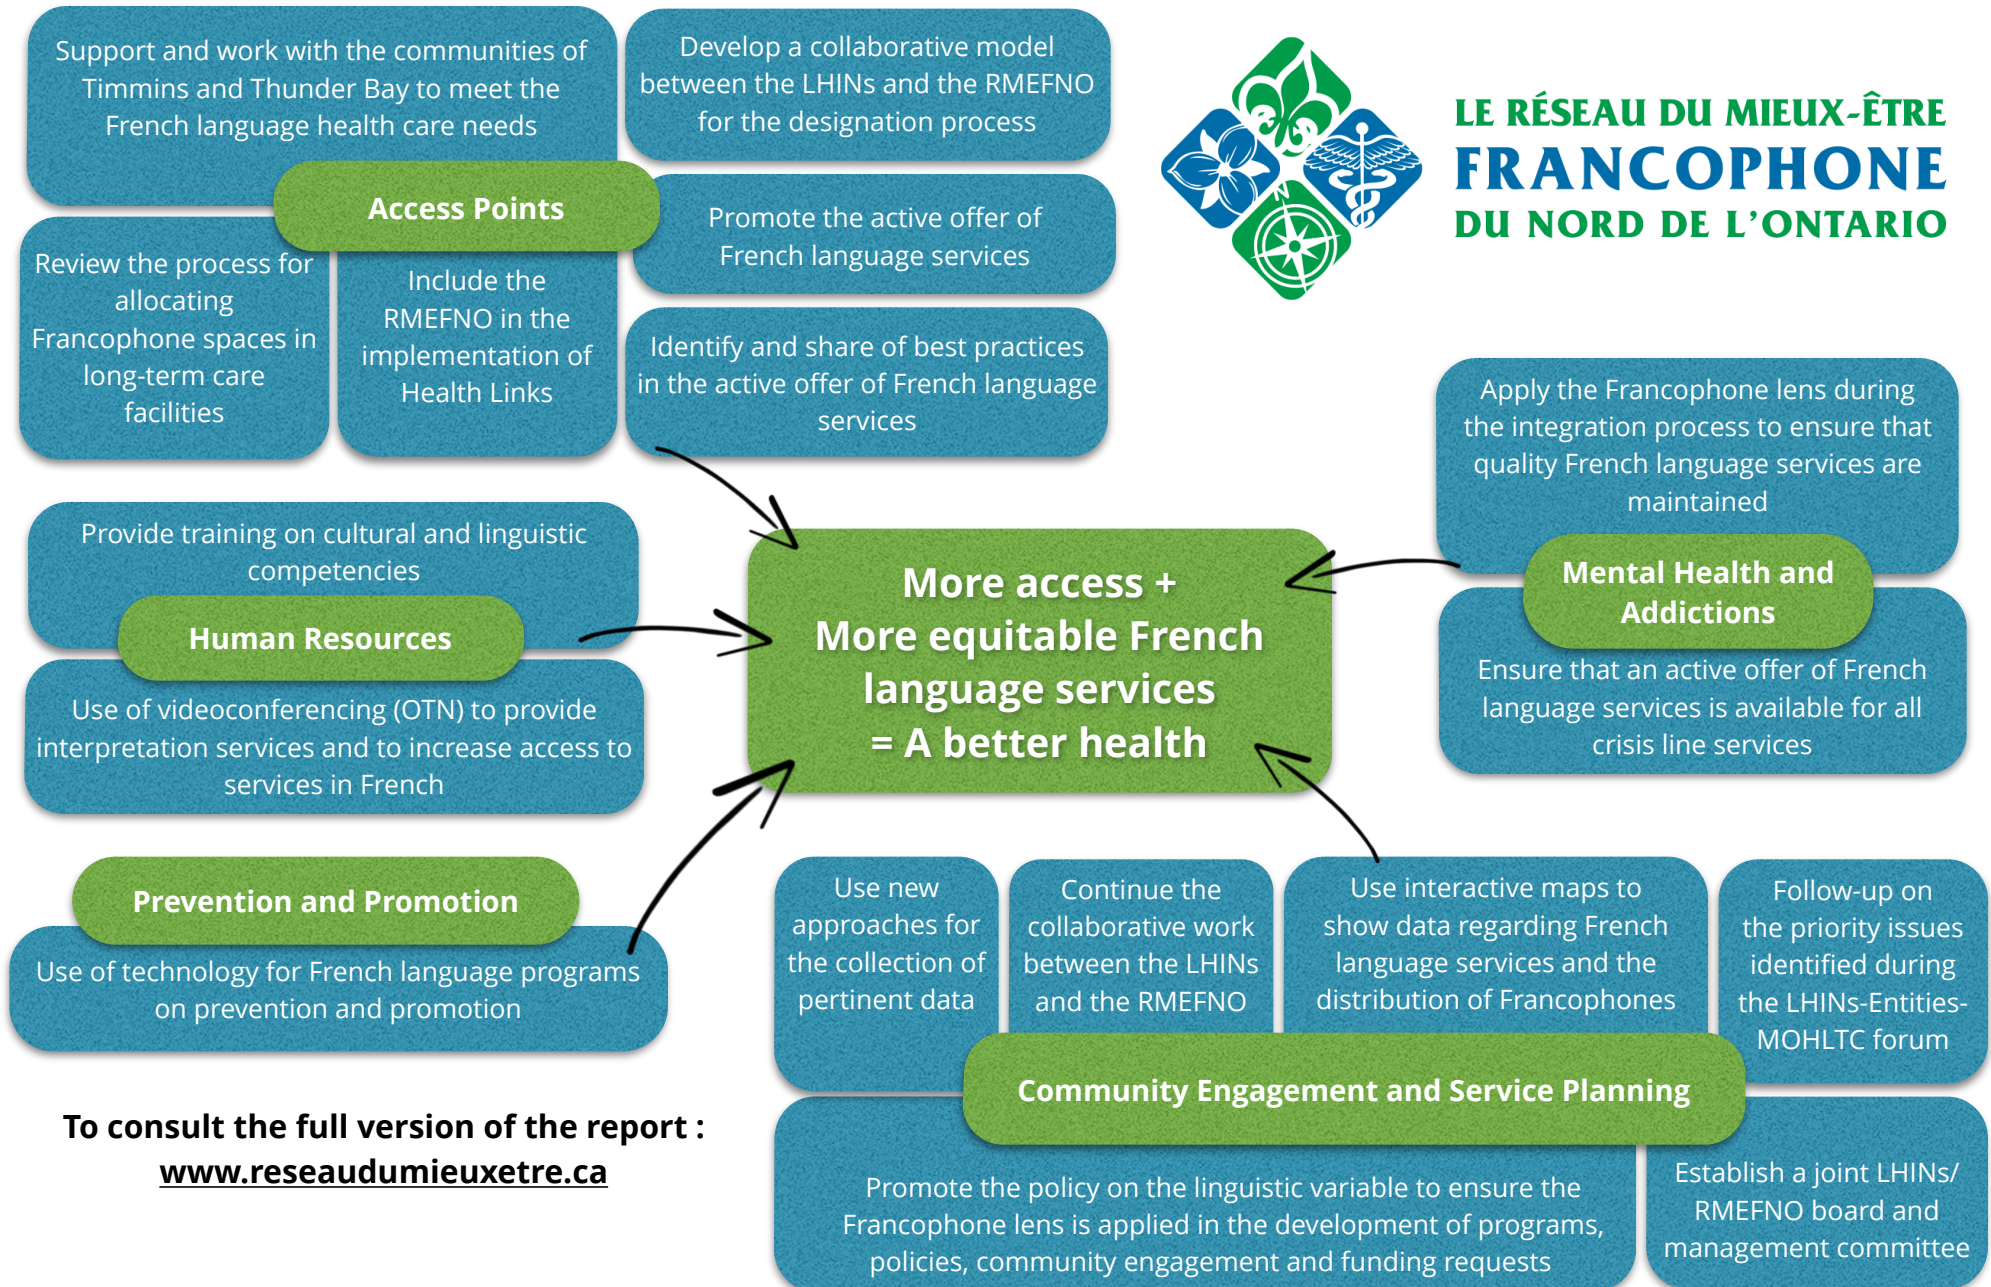 Support and work with the communities of
Timmins and Thunder Bay to meet the
French language health care needs
Develop a collaborative model
between the LHINs and the RMEFNO
for the designation process
LE RÉSEAU DU MIEUX-ÊTRE
FRANCOPHONE
DU NORD DE L'ONTARIO
N
Access Points
Promote the active offer of
French language services
Review the process for
allocating
Francophone spaces in
long-term care
facilities
Include the
RMEFNO in the
implementation of
Health Links
Identify and share of best practices
in the active offer of French language
services
Apply the Francophone lens during
the integration process to ensure that
quality French language services are
maintained
Mental Health and
Addictions
Ensure that an active offer of French
language services is available for all
crisis line services
Provide training on cultural and linguistic
competencies
Human Resources
Use of videoconferencing (OTN) to provide
interpretation services and to increase access to
services in French
More access +
More equitable French
language services
= A better health
Prevention and Promotion
Use of technology for French language programs
on prevention and promotion
Use new
approaches for
the collection of
pertinent data
Continue the
collaborative work
between the LHINs
and the RMEFNO
Use interactive maps to
show data regarding French
language services and the
distribution of Francophones
Follow-up on
the priority issues
identified during
the LHINs-Entities-
MOHLTC forum
Community Engagement and Service Planning
Promote the policy on the linguistic variable to ensure the
Francophone lens is applied in the development of programs,
policies, community engagement and funding requests
Establish a joint LHINs/
RMEFNO board and
management committee
To consult the full version of the report :
www.reseaudumieuxetre.ca